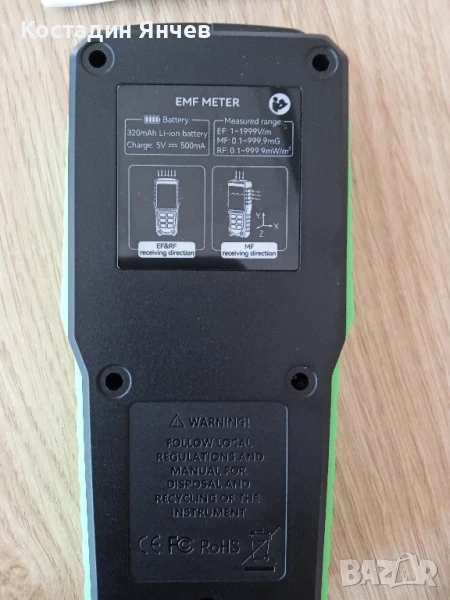 Костадин Янчев
EMF METER
Battery:
320mAh Li-ion battery
Charge: 5V ⎓ 500mA
Measured range:
EF: 1~1999V/m
MF: 0.1~999.9mG
RF: 0.1~999.9mW/m²
EF&RF
receiving direction
Y
X
Z
MF
receiving direction
⚠ WARNING!
FOLLOW LOCAL
REGULATIONS AND
MANUAL FOR
DISPOSAL AND
RECYCLING OF THE
INSTRUMENT
CE FC RoHS
BAZAR